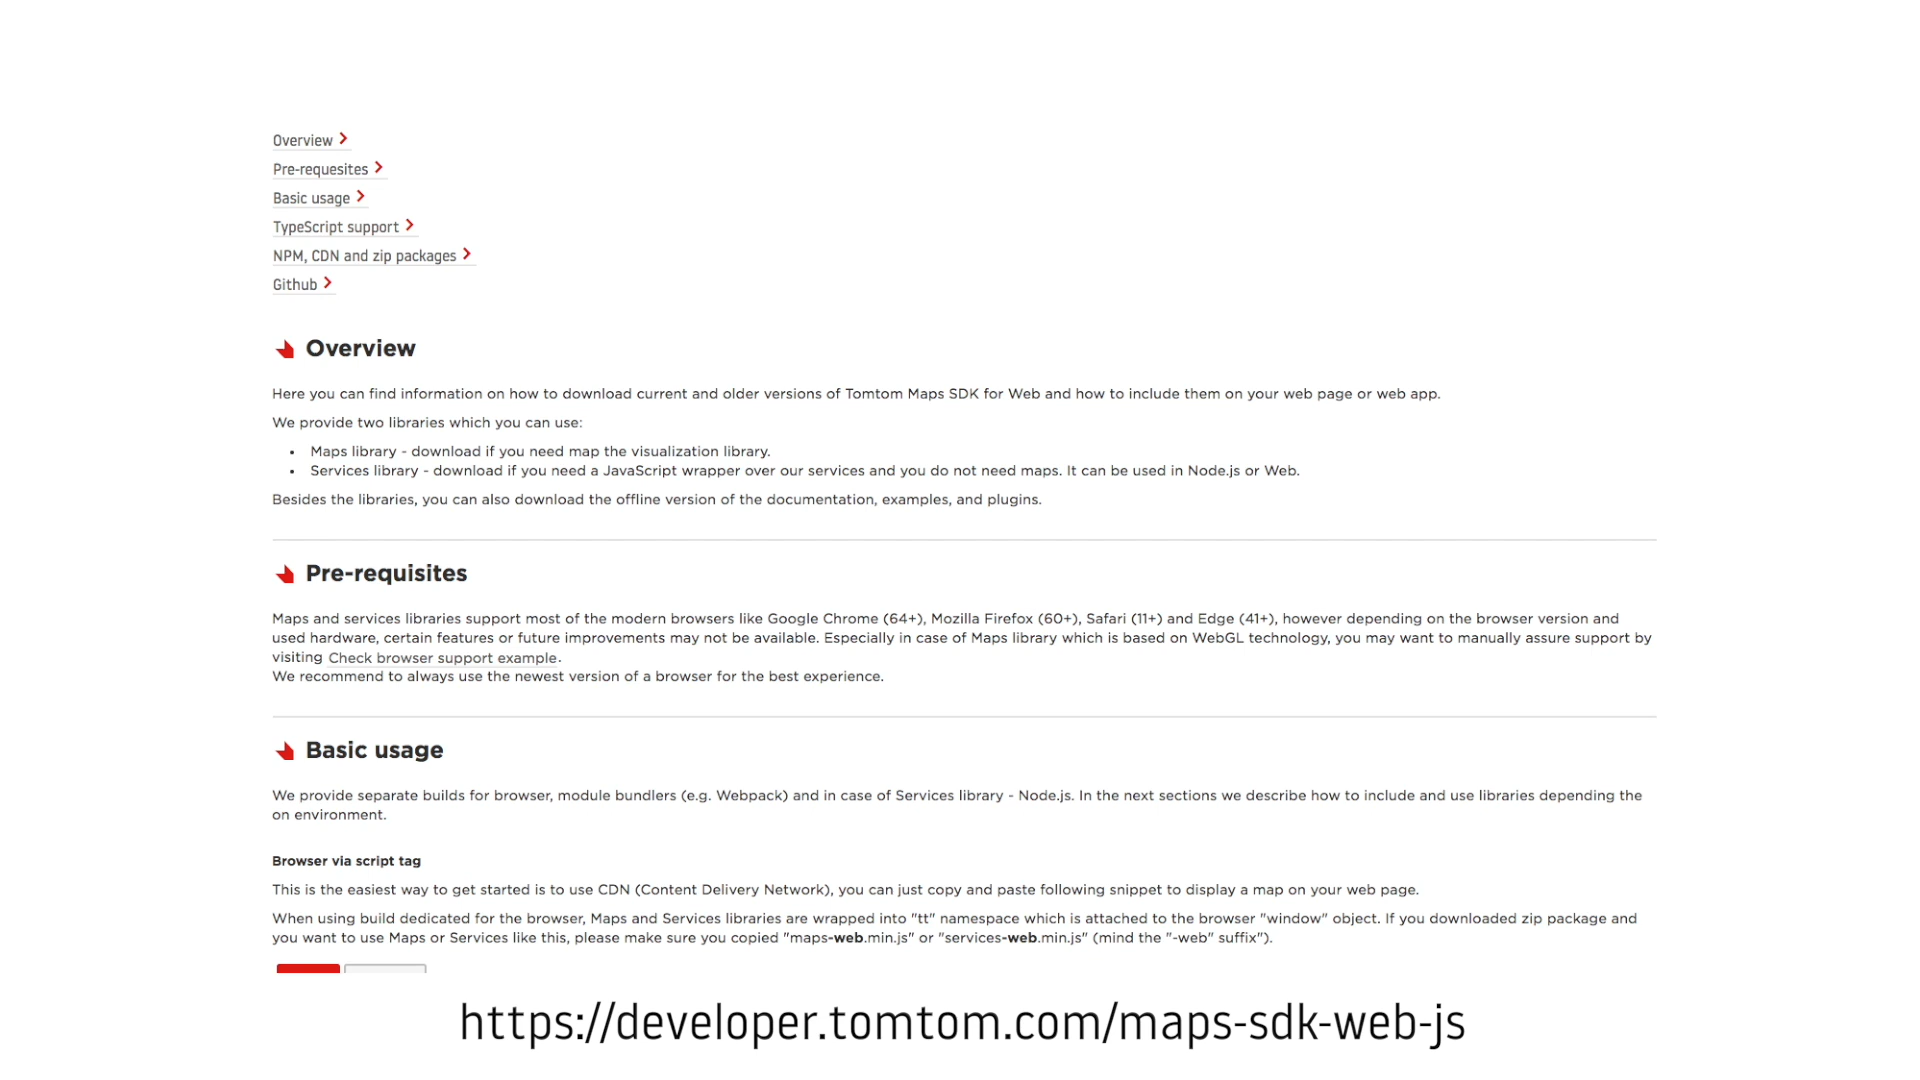 Overview
Pre-requesites
Basic usage
TypeScript support
NPM, CDN and zip packages
Github
Overview
Here you can find information on how to download current and older versions of Tomtom Maps SDK for Web and how to include them on your web page or web app.
We provide two libraries which you can use:
• Maps library - download if you need map the visualization library.
• Services library - download if you need a JavaScript wrapper over our services and you do not need maps. It can be used in Node.js or Web.
Besides the libraries, you can also download the offline version of the documentation, examples, and plugins.
Pre-requisites
Maps and services libraries support most of the modern browsers like Google Chrome (64+), Mozilla Firefox (60+), Safari (11+) and Edge (41+), however depending on the browser version and
used hardware, certain features or future improvements may not be available. Especially in case of Maps library which is based on WebGL technology, you may want to manually assure support by
visiting Check browser support example.
We recommend to always use the newest version of a browser for the best experience.
Basic usage
We provide separate builds for browser, module bundlers (e.g. Webpack) and in case of Services library - Node.js. In the next sections we describe how to include and use libraries depending the
on environment.
Browser via script tag
This is the easiest way to get started is to use CDN (Content Delivery Network), you can just copy and paste following snippet to display a map on your web page.
When using build dedicated for the browser, Maps and Services libraries are wrapped into "tt" namespace which is attached to the browser "window" object. If you downloaded zip package and
you want to use Maps or Services like this, please make sure you copied "maps-web.min.js" or "services-web.min.js" (mind the "-web" suffix").
https://developer.tomtom.com/maps-sdk-web-js